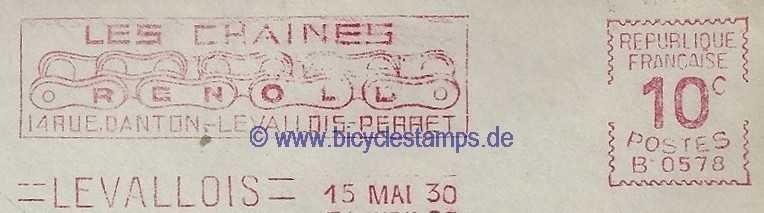 LES CHAINES
RENOLL
14 RUE.DANTON.-LEVALLOIS-PERRET
© www.bicyclestamps.de
REPUBLIQUE
FRANÇAISE
10c
POSTES
B 0578
=LEVALLOIS= 15 MAI 30